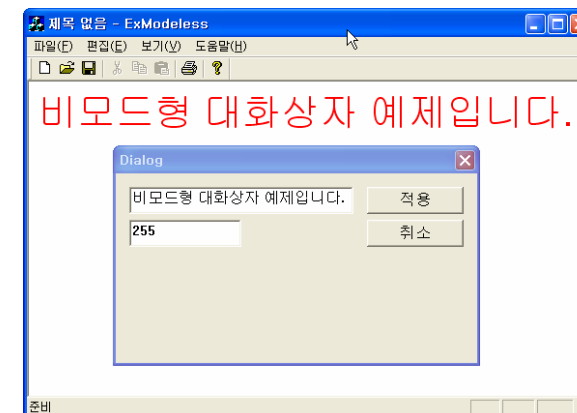 제목 없음 - ExModeless
파일(F) 편집(E) 보기(V) 도움말(H)
비모드형 대화상자 예제입니다.
Dialog
비모드형 대화상자 예제입니다. 적용
255 취소
준비